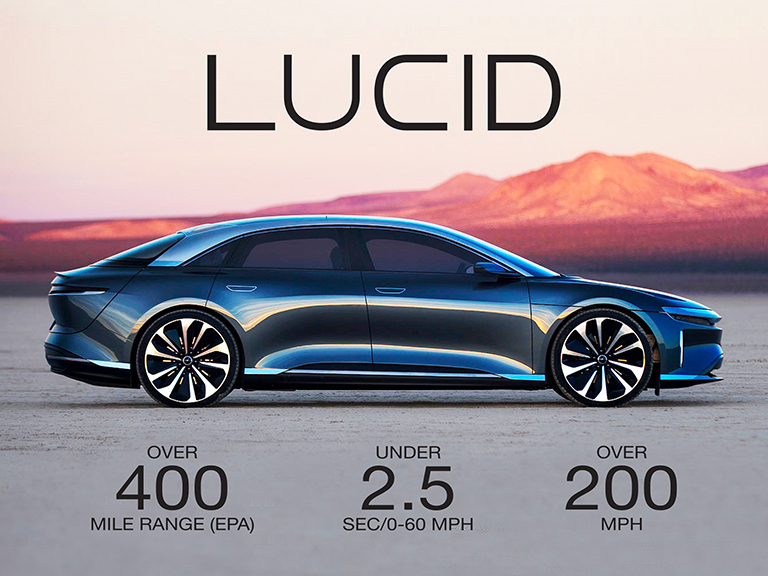 LUCID
OVER
400
MILE RANGE (EPA)
UNDER
2.5
SEC/0-60 MPH
OVER
200
MPH